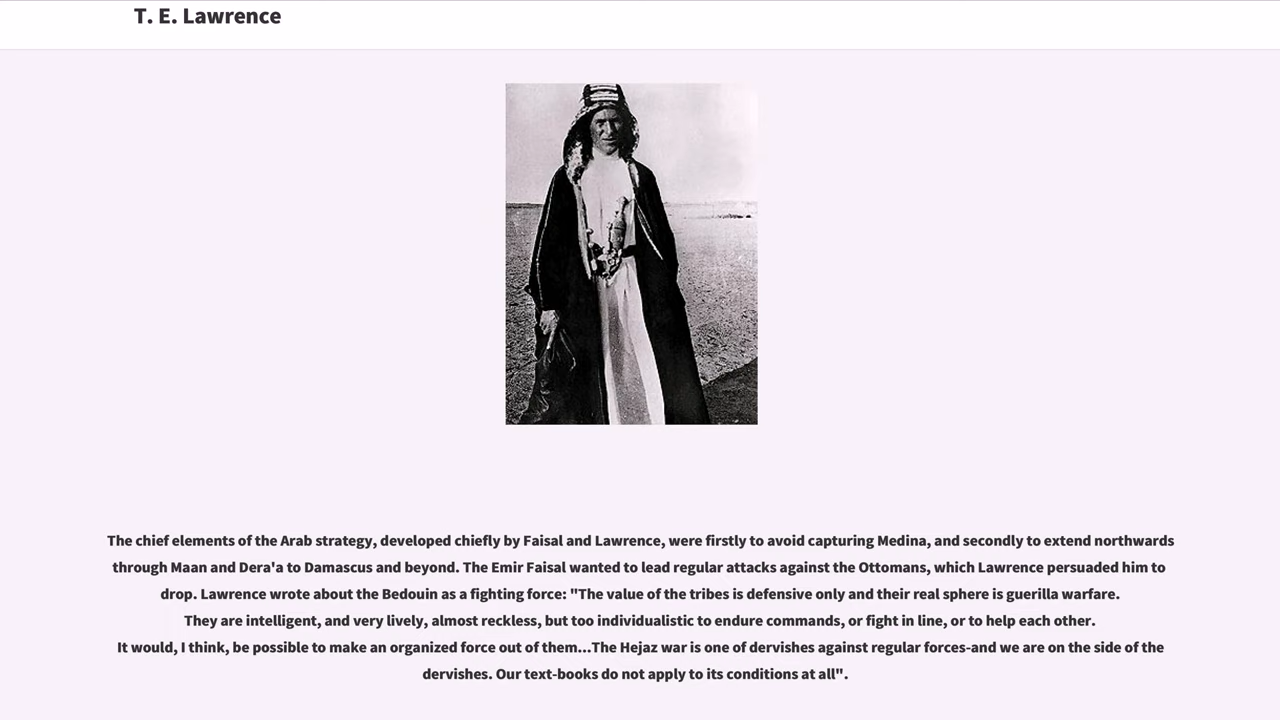 T. E. Lawrence
The chief elements of the Arab strategy, developed chiefly by Faisal and Lawrence, were firstly to avoid capturing Medina, and secondly to extend northwards
through Maan and Dera'a to Damascus and beyond. The Emir Faisal wanted to lead regular attacks against the Ottomans, which Lawrence persuaded him to
drop. Lawrence wrote about the Bedouin as a fighting force: "The value of the tribes is defensive only and their real sphere is guerilla warfare.
They are intelligent, and very lively, almost reckless, but too individualistic to endure commands, or fight in line, or to help each other.
It would, I think, be possible to make an organized force out of them...The Hejaz war is one of dervishes against regular forces-and we are on the side of the
dervishes. Our text-books do not apply to its conditions at all".